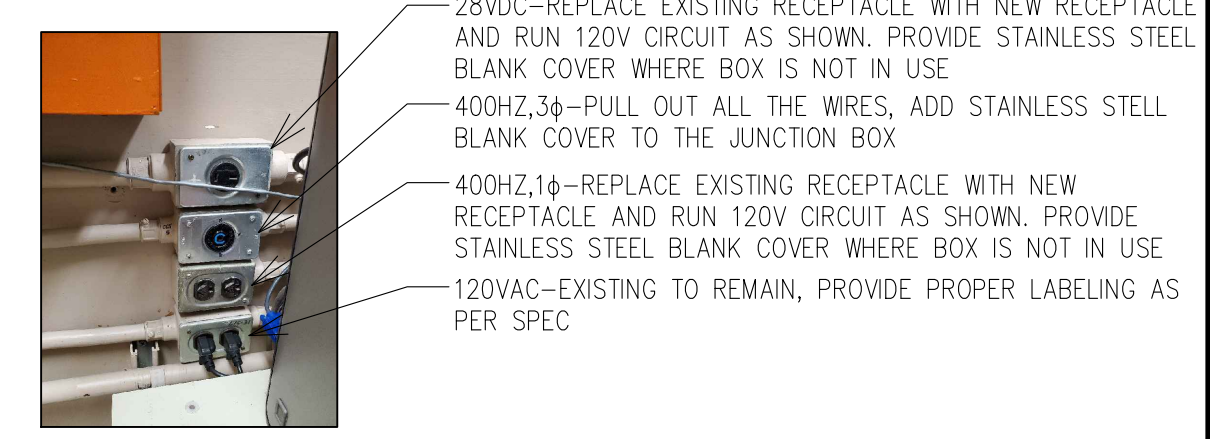 28VDC-REPLACE EXISTING RECEPTACLE WITH NEW RECEPTACLE
AND RUN 120V CIRCUIT AS SHOWN. PROVIDE STAINLESS STEEL
BLANK COVER WHERE BOX IS NOT IN USE
400HZ,3ϕ-PULL OUT ALL THE WIRES, ADD STAINLESS STELL
BLANK COVER TO THE JUNCTION BOX
400HZ,1ϕ-REPLACE EXISTING RECEPTACLE WITH NEW
RECEPTACLE AND RUN 120V CIRCUIT AS SHOWN. PROVIDE
STAINLESS STEEL BLANK COVER WHERE BOX IS NOT IN USE
120VAC-EXISTING TO REMAIN, PROVIDE PROPER LABELING AS
PER SPEC